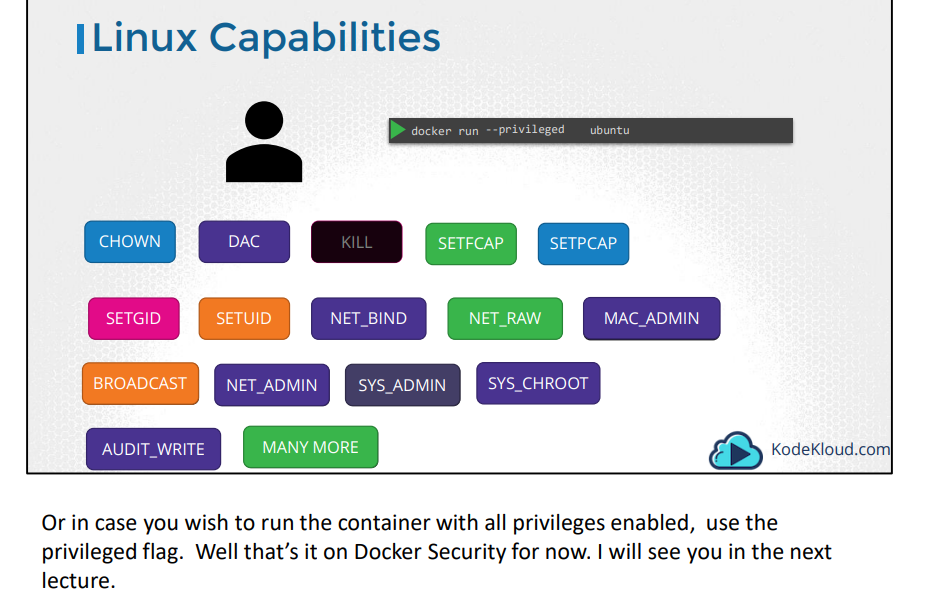 Linux Capabilities
docker run --privileged ubuntu
CHOWN DAC KILL SETFCAP SETPCAP
SETGID SETUID NET_BIND NET_RAW MAC_ADMIN
BROADCAST NET_ADMIN SYS_ADMIN SYS_CHROOT
AUDIT_WRITE MANY MORE
KodeKloud.com
Or in case you wish to run the container with all privileges enabled, use the
privileged flag. Well that’s it on Docker Security for now. I will see you in the next
lecture.